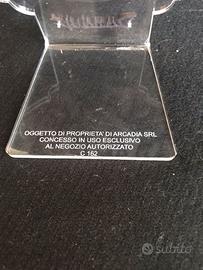 OGGETTO DI PROPRIETA' DI ARCADIA SRL
CONCESSO IN USO ESCLUSIVO
AL NEGOZIO AUTORIZZATO
C 162
subito